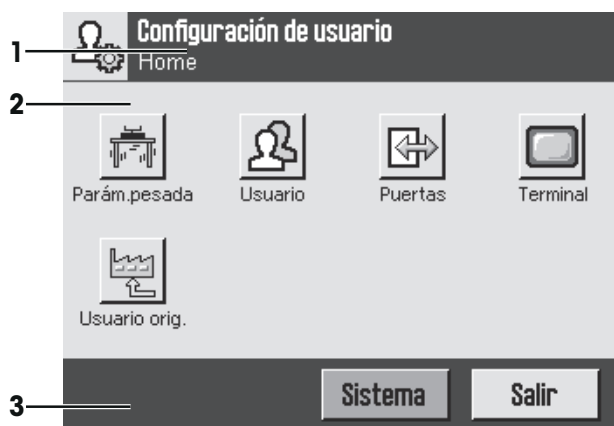 Configuración de usuario
1
Home
2
Parám.pesada Usuario Puertas Terminal
Usuario orig.
Sistema Salir
3